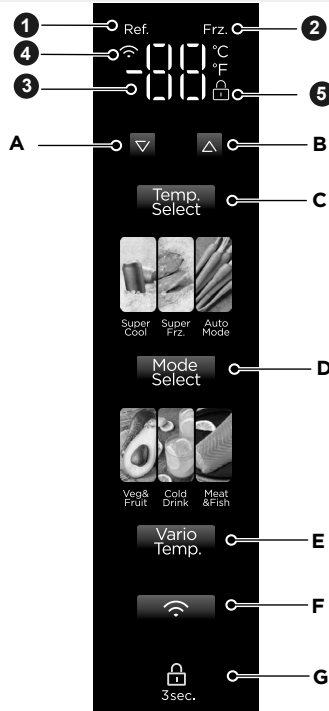 1 Ref. Frz. 2
4 °C
°F
3 -88 5
A B
Temp.
Select C
Super
Cool
Super
Frz.
Auto
Mode
Mode
Select D
Veg&
Fruit
Cold
Drink
Meat
&Fish
Vario
Temp. E
F
3sec. G